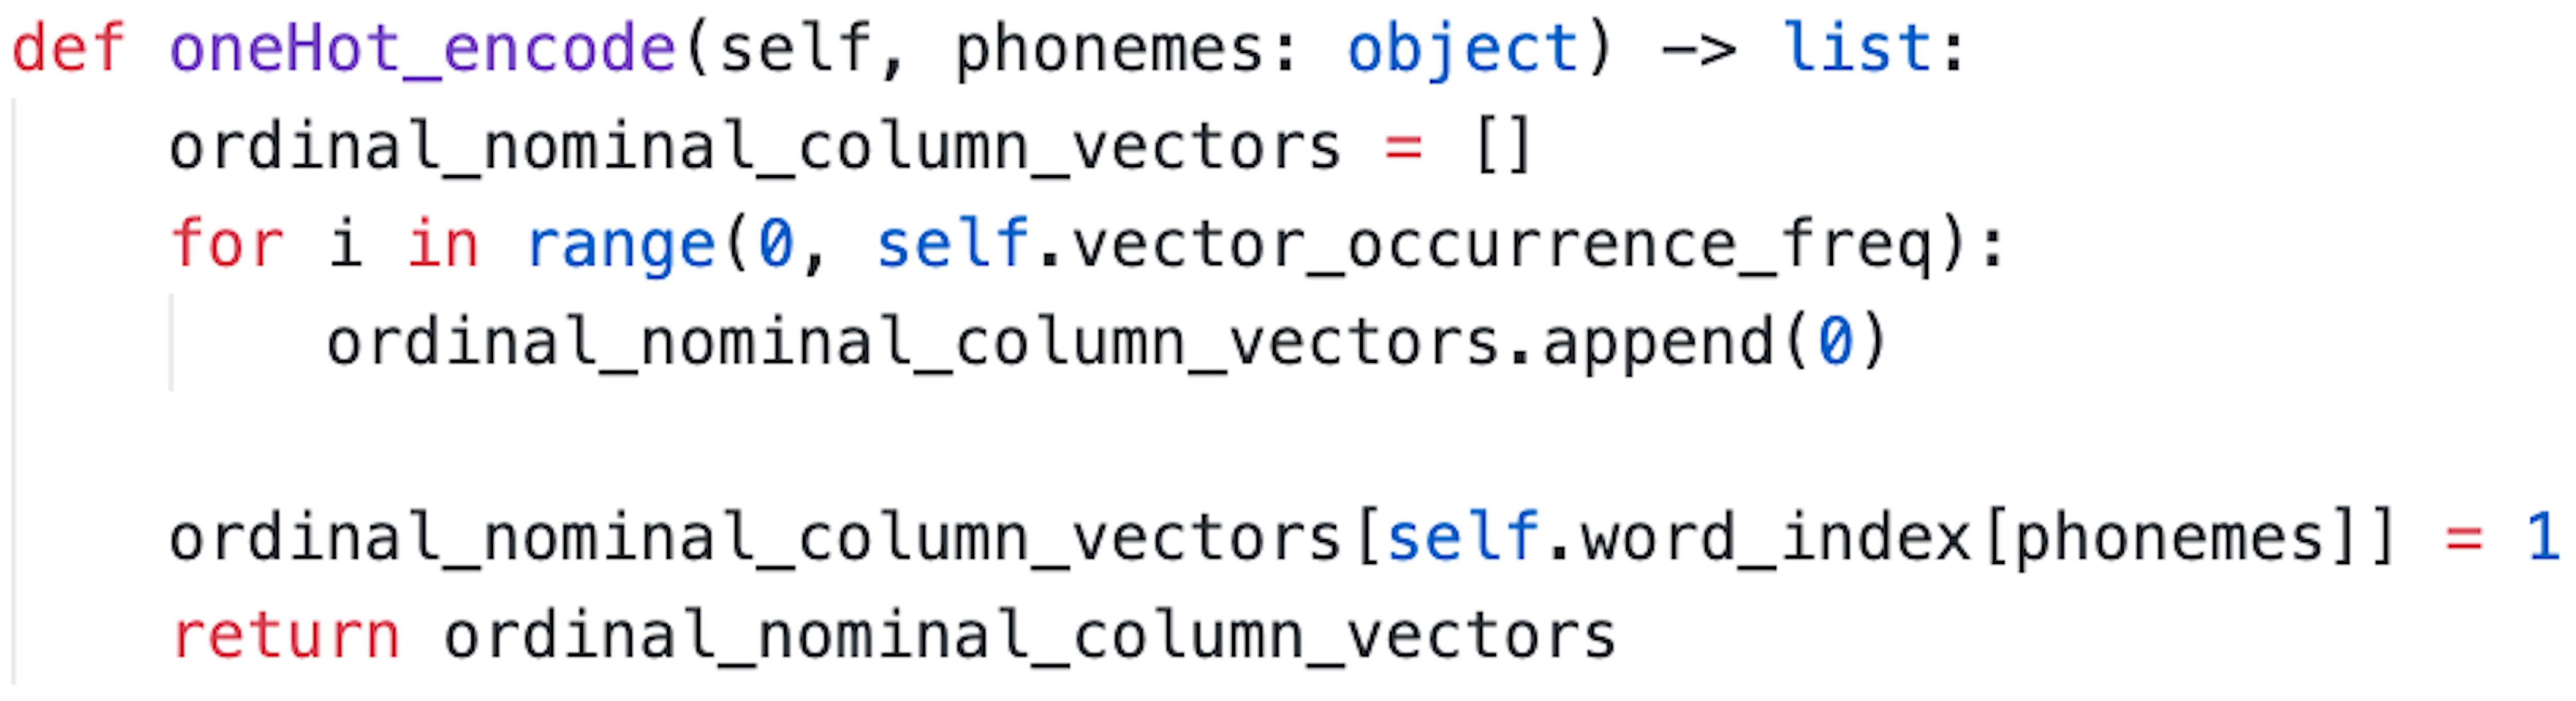 def oneHot_encode(self, phonemes: object) -> list:
    ordinal_nominal_column_vectors = []
    for i in range(0, self.vector_occurrence_freq):
        ordinal_nominal_column_vectors.append(0)

    ordinal_nominal_column_vectors[self.word_index[phonemes]] = 1
    return ordinal_nominal_column_vectors